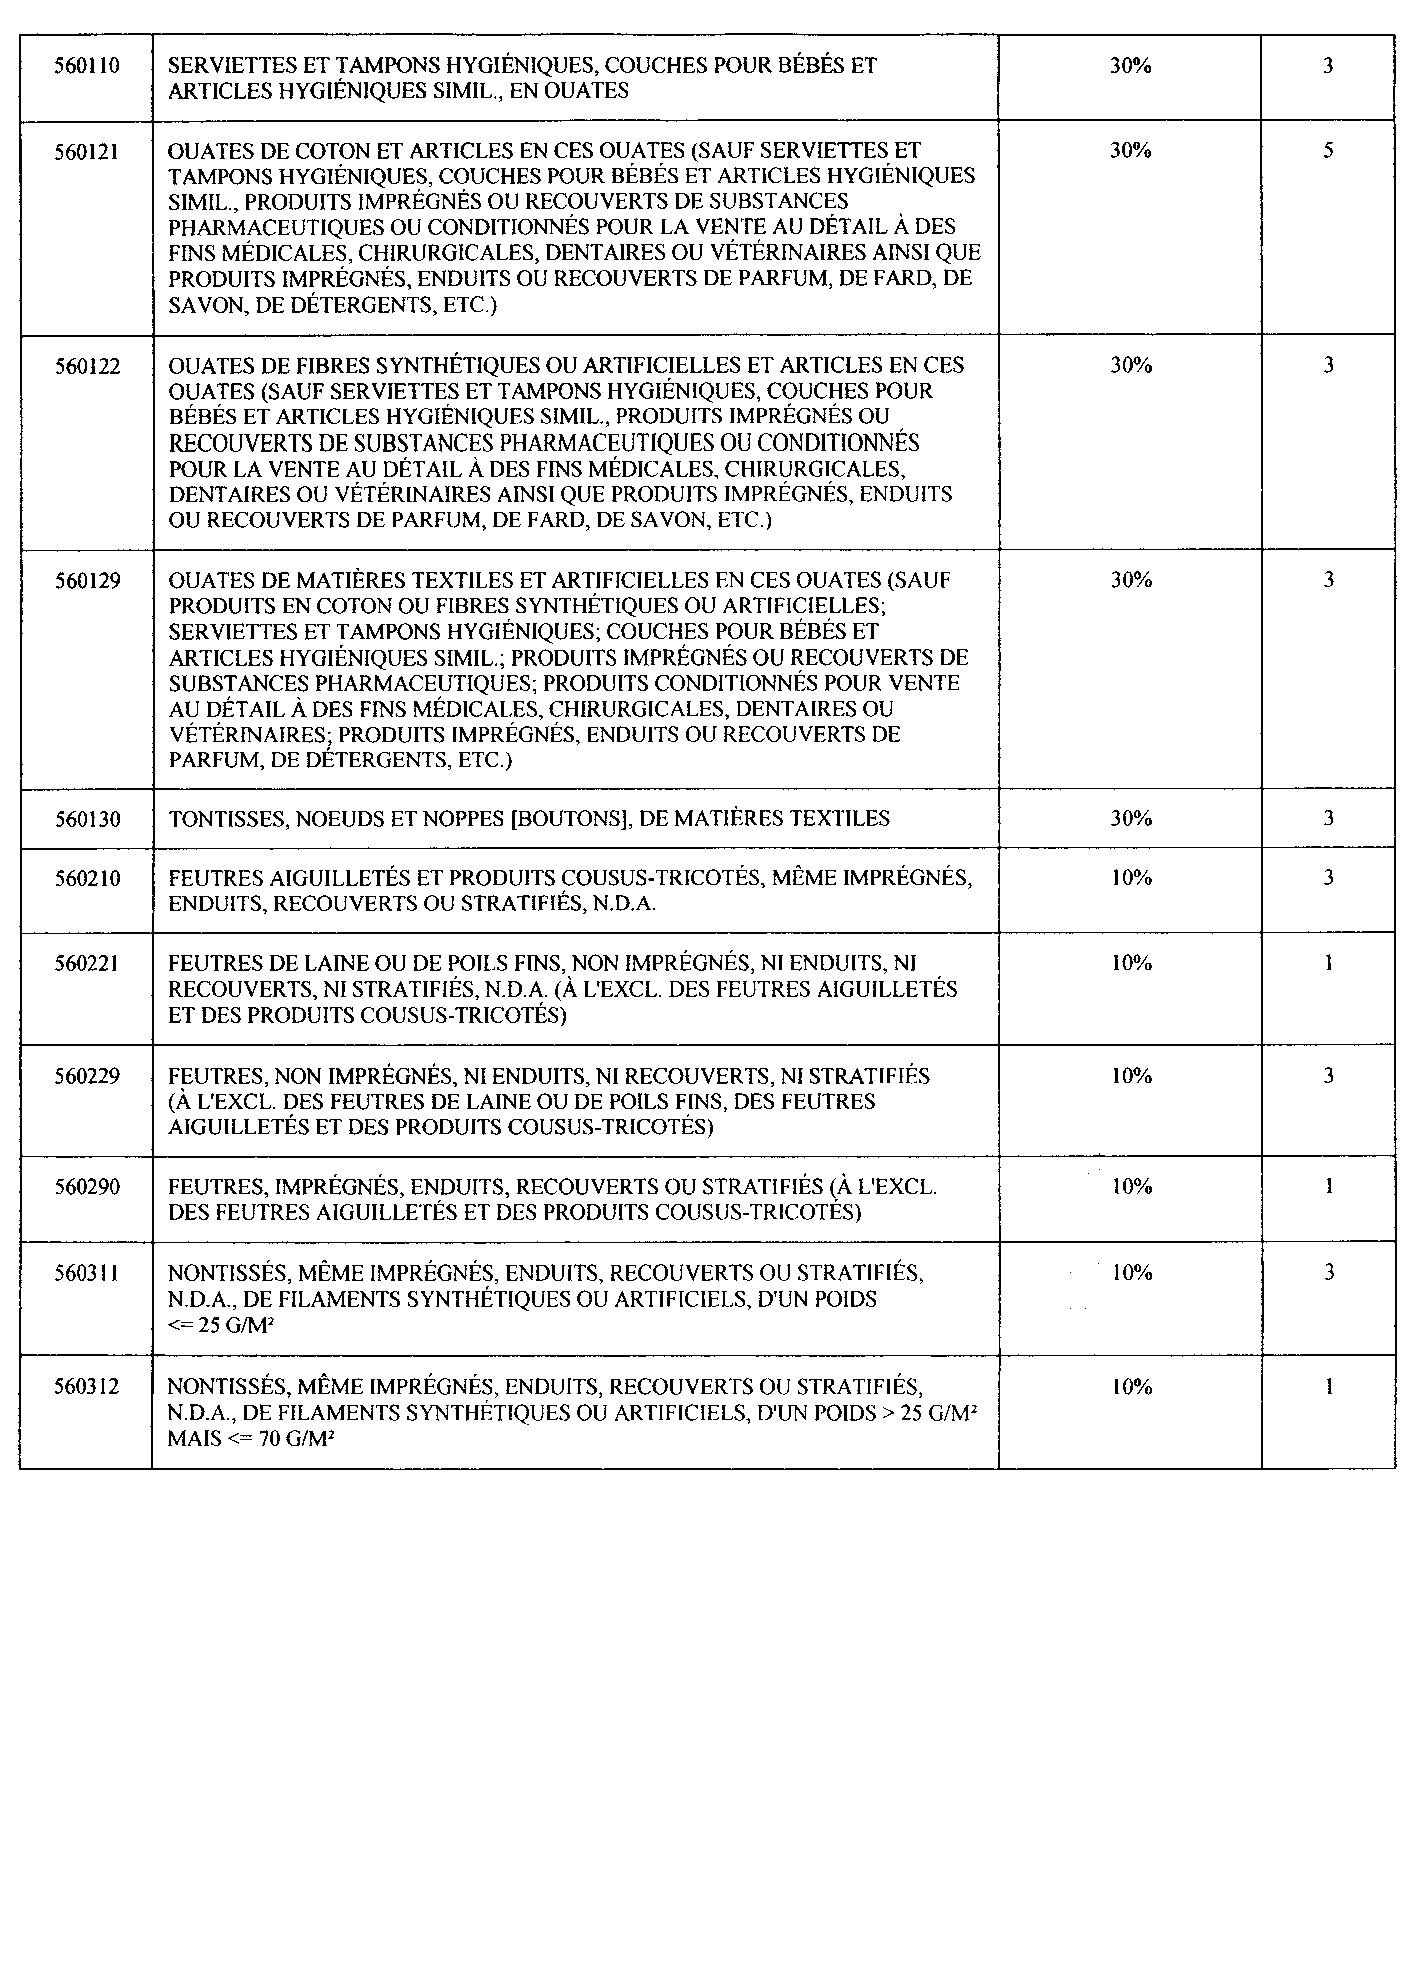 560110 SERVIETTES ET TAMPONS HYGIÉNIQUES, COUCHES POUR BÉBÉS ET 30% 3
ARTICLES HYGIÉNIQUES SIMIL., EN OUATES
560121 OUATES DE COTON ET ARTICLES EN CES OUATES (SAUF SERVIETTES ET 30% 5
TAMPONS HYGIÉNIQUES, COUCHES POUR BÉBÉS ET ARTICLES HYGIÉNIQUES
SIMIL., PRODUITS IMPRÉGNÉS OU RECOUVERTS DE SUBSTANCES
PHARMACEUTIQUES OU CONDITIONNÉS POUR LA VENTE AU DÉTAIL À DES
FINS MÉDICALES, CHIRURGICALES, DENTAIRES OU VÉTÉRINAIRES AINSI QUE
PRODUITS IMPRÉGNÉS, ENDUITS OU RECOUVERTS DE PARFUM, DE FARD, DE
SAVON, DE DÉTERGENTS, ETC.)
560122 OUATES DE FIBRES SYNTHÉTIQUES OU ARTIFICIELLES ET ARTICLES EN CES 30% 3
OUATES (SAUF SERVIETTES ET TAMPONS HYGIÉNIQUES, COUCHES POUR
BÉBÉS ET ARTICLES HYGIÉNIQUES SIMIL., PRODUITS IMPRÉGNÉS OU
RECOUVERTS DE SUBSTANCES PHARMACEUTIQUES OU CONDITIONNÉS
POUR LA VENTE AU DÉTAIL À DES FINS MÉDICALES, CHIRURGICALES,
DENTAIRES OU VÉTÉRINAIRES AINSI QUE PRODUITS IMPRÉGNÉS, ENDUITS
OU RECOUVERTS DE PARFUM, DE FARD, DE SAVON, ETC.)
560129 OUATES DE MATIÈRES TEXTILES ET ARTIFICIELLES EN CES OUATES (SAUF 30% 3
PRODUITS EN COTON OU FIBRES SYNTHÉTIQUES OU ARTIFICIELLES;
SERVIETTES ET TAMPONS HYGIÉNIQUES; COUCHES POUR BÉBÉS ET
ARTICLES HYGIÉNIQUES SIMIL.; PRODUITS IMPRÉGNÉS OU RECOUVERTS DE
SUBSTANCES PHARMACEUTIQUES; PRODUITS CONDITIONNÉS POUR VENTE
AU DÉTAIL À DES FINS MÉDICALES, CHIRURGICALES, DENTAIRES OU
VÉTÉRINAIRES; PRODUITS IMPRÉGNÉS, ENDUITS OU RECOUVERTS DE
PARFUM, DE DÉTERGENTS, ETC.)
560130 TONTISSES, NOEUDS ET NOPPES [BOUTONS], DE MATIÈRES TEXTILES 30% 3
560210 FEUTRES AIGUILLETÉS ET PRODUITS COUSUS-TRICOTÉS, MÊME IMPRÉGNÉS, 10% 3
ENDUITS, RECOUVERTS OU STRATIFIÉS, N.D.A.
560221 FEUTRES DE LAINE OU DE POILS FINS, NON IMPRÉGNÉS, NI ENDUITS, NI 10% 1
RECOUVERTS, NI STRATIFIÉS, N.D.A. (À L'EXCL. DES FEUTRES AIGUILLETÉS
ET DES PRODUITS COUSUS-TRICOTÉS)
560229 FEUTRES, NON IMPRÉGNÉS, NI ENDUITS, NI RECOUVERTS, NI STRATIFIÉS 10% 3
(À L'EXCL. DES FEUTRES DE LAINE OU DE POILS FINS, DES FEUTRES
AIGUILLETÉS ET DES PRODUITS COUSUS-TRICOTÉS)
560290 FEUTRES, IMPRÉGNÉS, ENDUITS, RECOUVERTS OU STRATIFIÉS (À L'EXCL. 10% 1
DES FEUTRES AIGUILLETÉS ET DES PRODUITS COUSUS-TRICOTÉS)
560311 NONTISSÉS, MÊME IMPRÉGNÉS, ENDUITS, RECOUVERTS OU STRATIFIÉS, 10% 3
N.D.A., DE FILAMENTS SYNTHÉTIQUES OU ARTIFICIELS, D'UN POIDS
<= 25 G/M²
560312 NONTISSÉS, MÊME IMPRÉGNÉS, ENDUITS, RECOUVERTS OU STRATIFIÉS, 10% 1
N.D.A., DE FILAMENTS SYNTHÉTIQUES OU ARTIFICIELS, D'UN POIDS > 25 G/M²
MAIS <= 70 G/M²